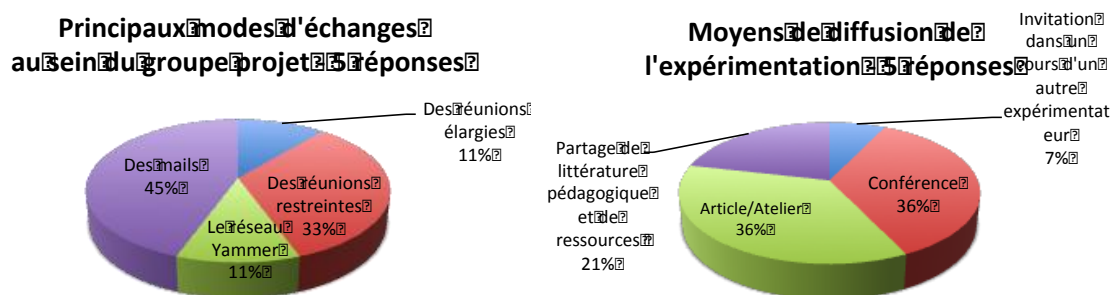 Principaux modes d'échanges
au sein du groupe projet - 5 réponses
Des réunions
élargies
11%
Des réunions
restreintes
33%
Le réseau
Yammer
11%
Des mails
45%
Moyens de diffusion de
l'expérimentation - 5 réponses
Invitation
dans un
cours d'un
autre
expérimentat
eur
7%
Conférence
36%
Article/Atelier
36%
Partage de
littérature
pédagogique
et de
ressources
21%